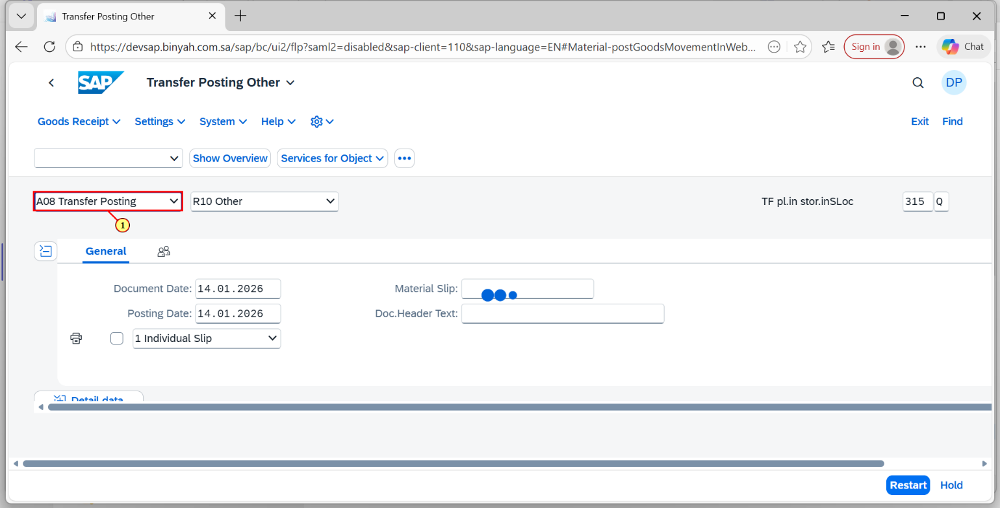 Transfer Posting Other
https://devsap.binyah.com.sa/sap/bc/ui2/flp?saml2=disabled&sap-client=110&sap-language=EN#Material-postGoodsMovementInWeb...
Sign in
Chat
SAP
Transfer Posting Other
DP
Goods Receipt
Settings
System
Help
Exit
Find
Show Overview
Services for Object
A08 Transfer Posting
R10 Other
TF pl.in stor.inSLoc
315
Q
1
General
Document Date: 14.01.2026
Material Slip:
Posting Date: 14.01.2026
Doc.Header Text:
1 Individual Slip
Detail data
Restart
Hold